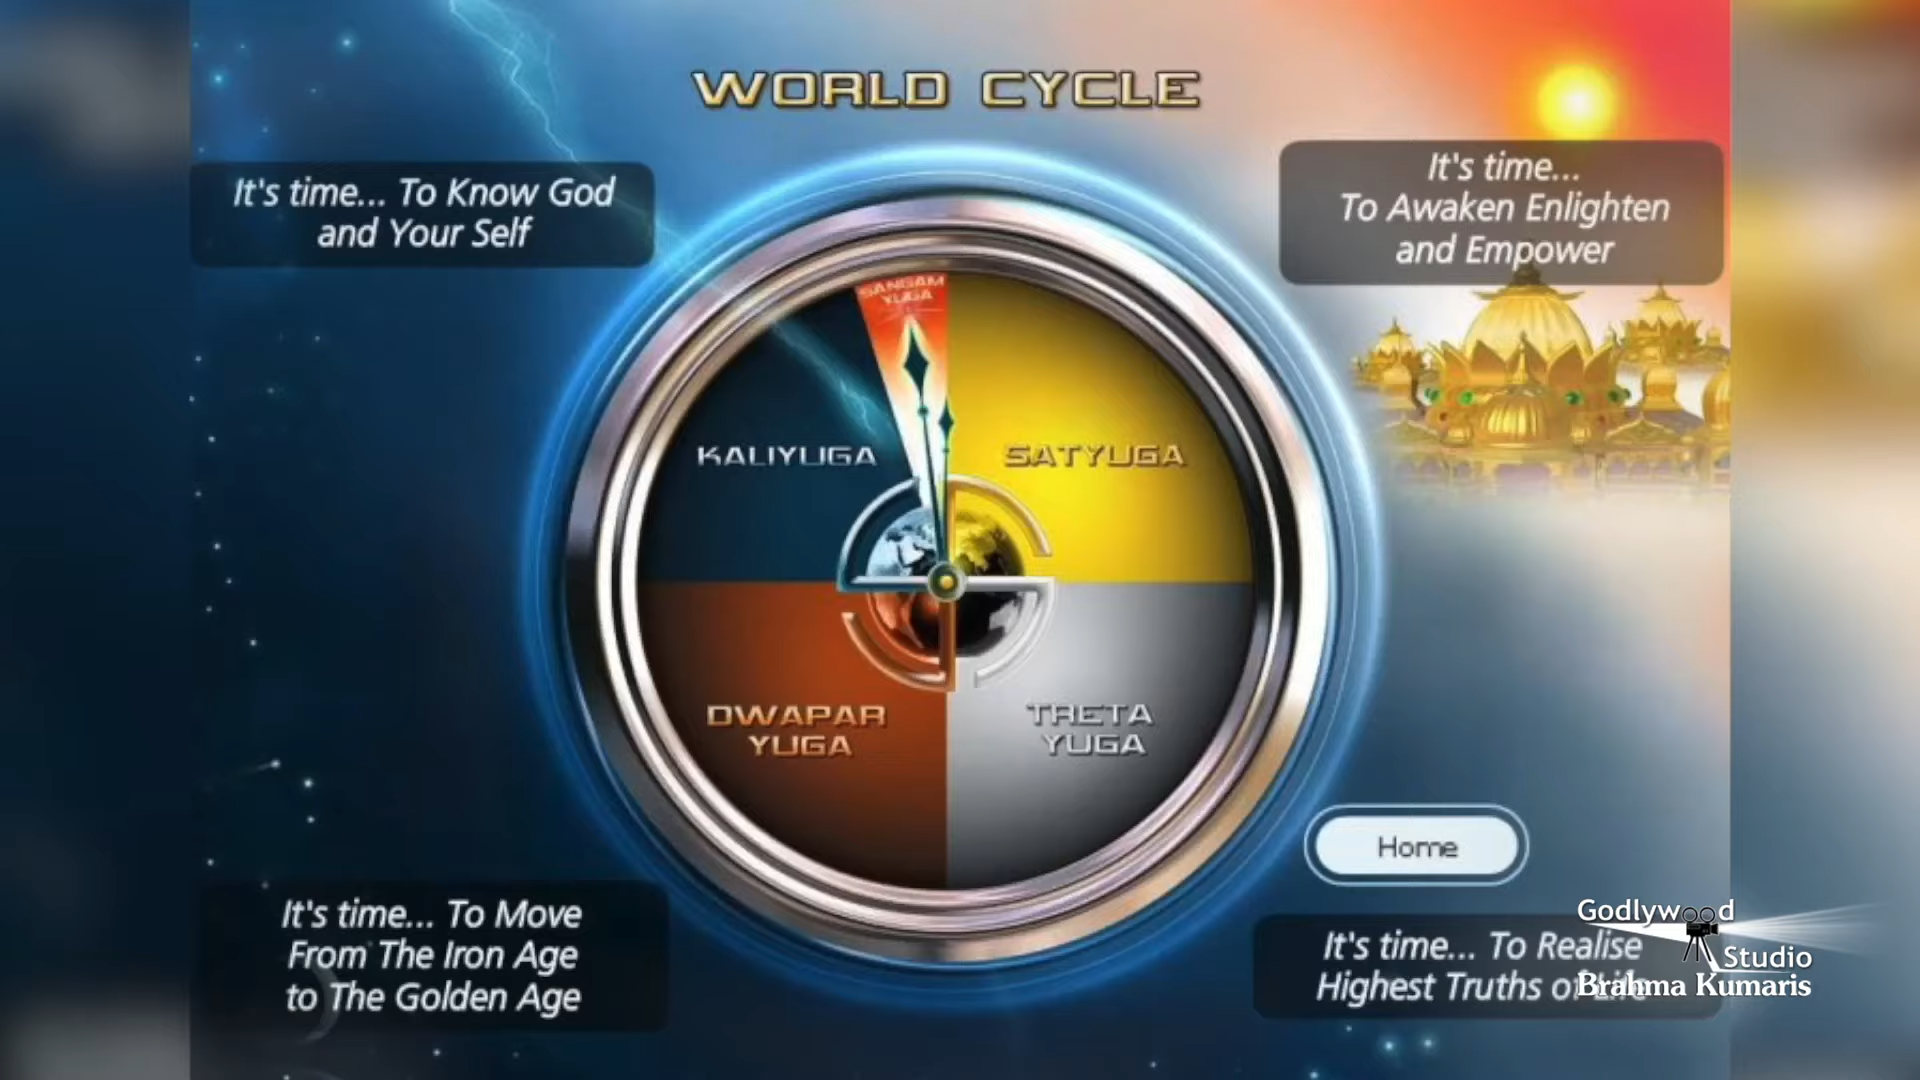 WORLD CYCLE
It's time... To Know God
and Your Self
It's time...
To Awaken Enlighten
and Empower
SANGAM
YUGA
KALIYUGA
SATYUGA
DWAPAR
YUGA
TRETA
YUGA
Home
It's time... To Move
From The Iron Age
to The Golden Age
It's time... To Realise
Highest Truths of Life
Godlywood
Studio
Brahma Kumaris